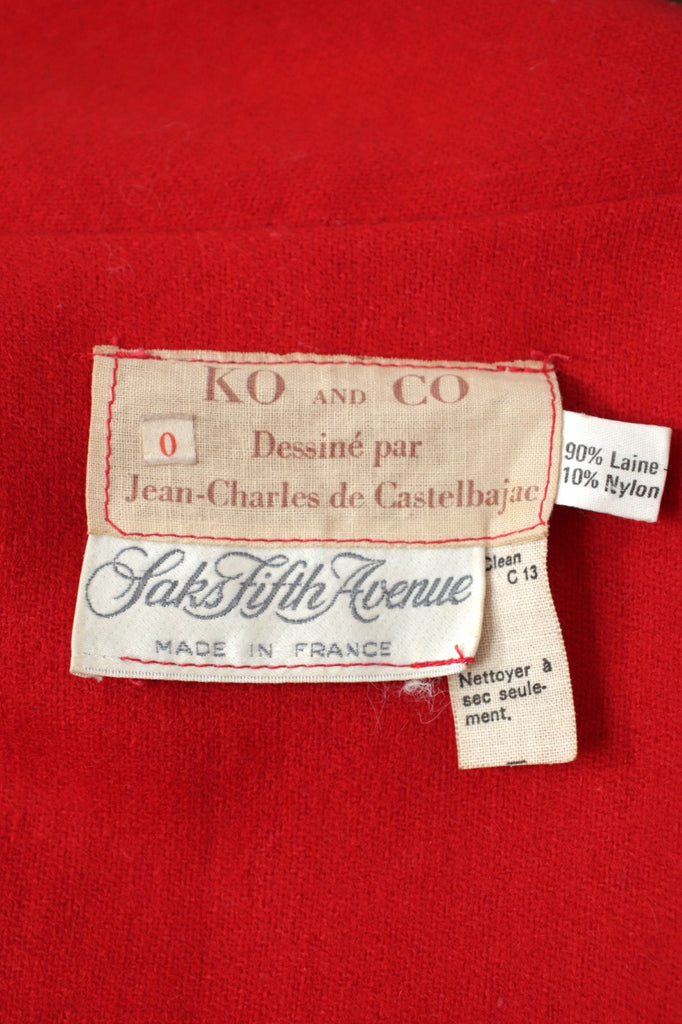 KO AND CO
0
Dessiné par
Jean-Charles de Castelbajac
90% Laine
10% Nylon
Saks Fifth Avenue
MADE IN FRANCE
C 13
Nettoyer à
sec seule-
ment.